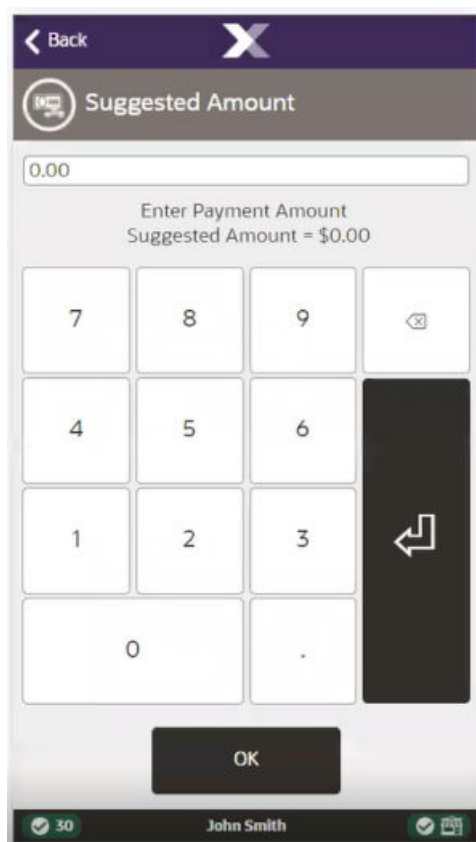 Back
Suggested Amount
0.00
Enter Payment Amount
Suggested Amount = $0.00
7 8 9
4 5 6
1 2 3
0 .
OK
30 John Smith